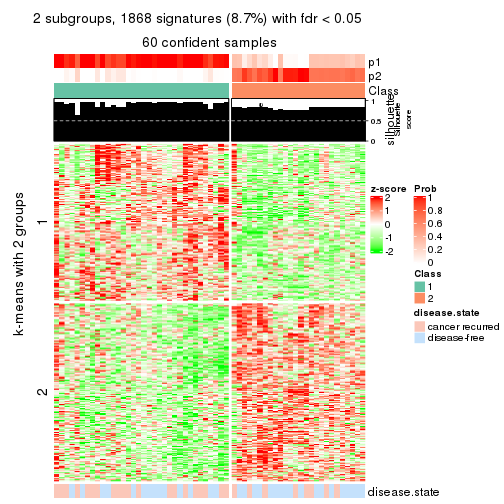 2 subgroups, 1868 signatures (8.7%) with fdr < 0.05
60 confident samples
p1
p2
Class
1
0.5
0
silhouette
Silhouette
score
k-means with 2 groups
1
2
z-score
2
1
0
-1
-2
Prob
1
0.8
0.6
0.4
0.2
0
Class
1
2
disease.state
cancer recurred
disease-free
disease.state